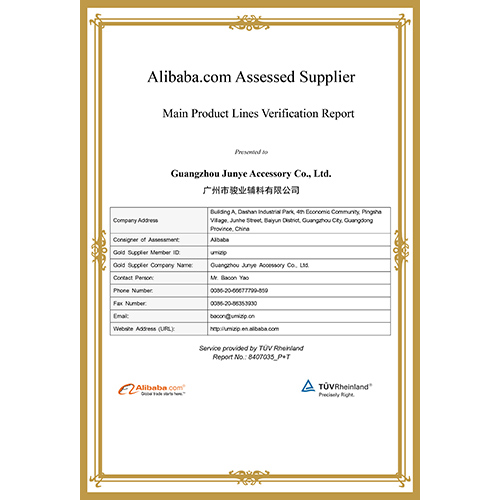 Alibaba.com Assessed Supplier
Main Product Lines Verification Report
Presented to
Guangzhou Junye Accessory Co., Ltd.
广州市骏业辅料有限公司
Company Address
Building A, Dashan Industrial Park, 4th Economic Community, Pingsha
Village, Junhe Street, Baiyun District, Guangzhou City, Guangdong
Province, China
Consigner of Assessment: Alibaba
Gold Supplier Member ID: umizip
Gold Supplier Company Name: Guangzhou Junye Accessory Co., Ltd.
Contact Person: Mr. Bacon Yao
Phone Number: 0086-20-66677799-859
Fax Number: 0086-20-86353930
Email: bacon@umizip.cn
Website Address (URL): http://umizip.en.alibaba.com
Service provided by TÜV Rheinland
Report No.: 8407035_P+T
Alibaba.com®
Global trade starts here.™
TÜVRheinland®
Precisely Right.